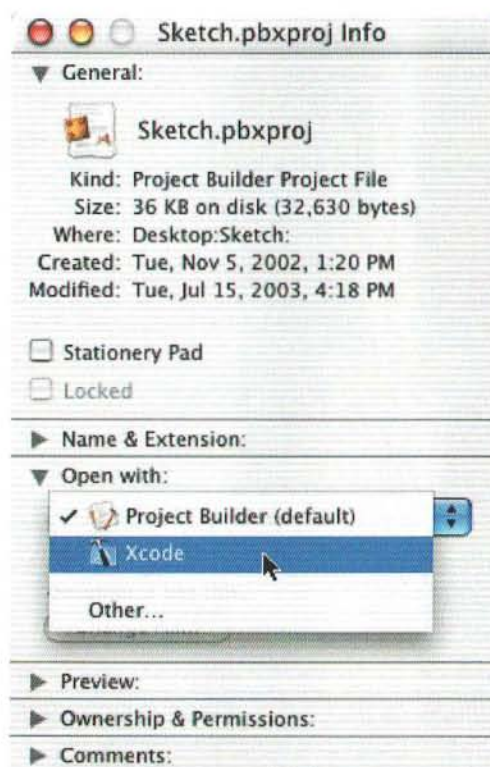 Sketch.pbxproj Info
General:
Sketch.pbxproj
Kind: Project Builder Project File
Size: 36 KB on disk (32,630 bytes)
Where: Desktop:Sketch:
Created: Tue, Nov 5, 2002, 1:20 PM
Modified: Tue, Jul 15, 2003, 4:18 PM
Stationery Pad
Locked
Name & Extension:
Open with:
✓ Project Builder (default)
Xcode
Other...
Preview:
Ownership & Permissions:
Comments: